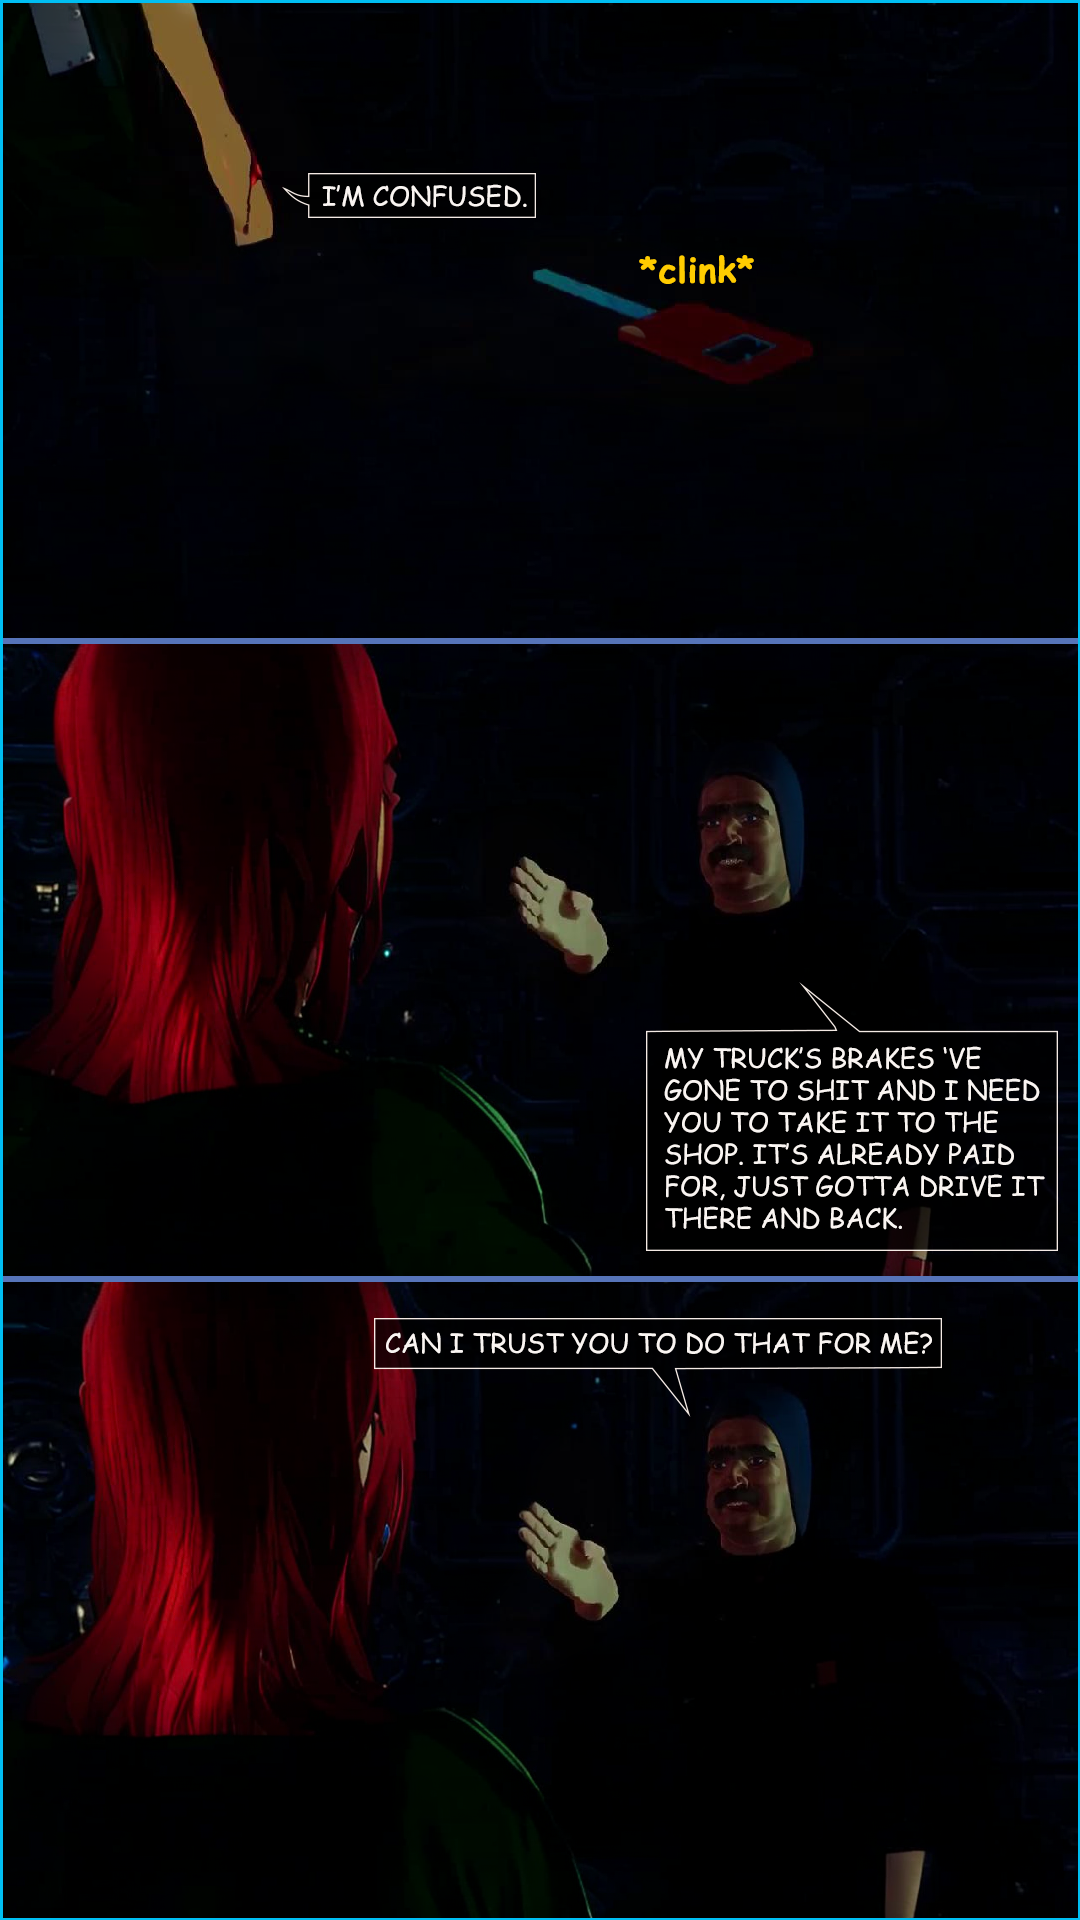 I'M CONFUSED.
*clink*
MY TRUCK'S BRAKES 'VE
GONE TO SHIT AND I NEED
YOU TO TAKE IT TO THE
SHOP. IT'S ALREADY PAID
FOR, JUST GOTTA DRIVE IT
THERE AND BACK.
CAN I TRUST YOU TO DO THAT FOR ME?